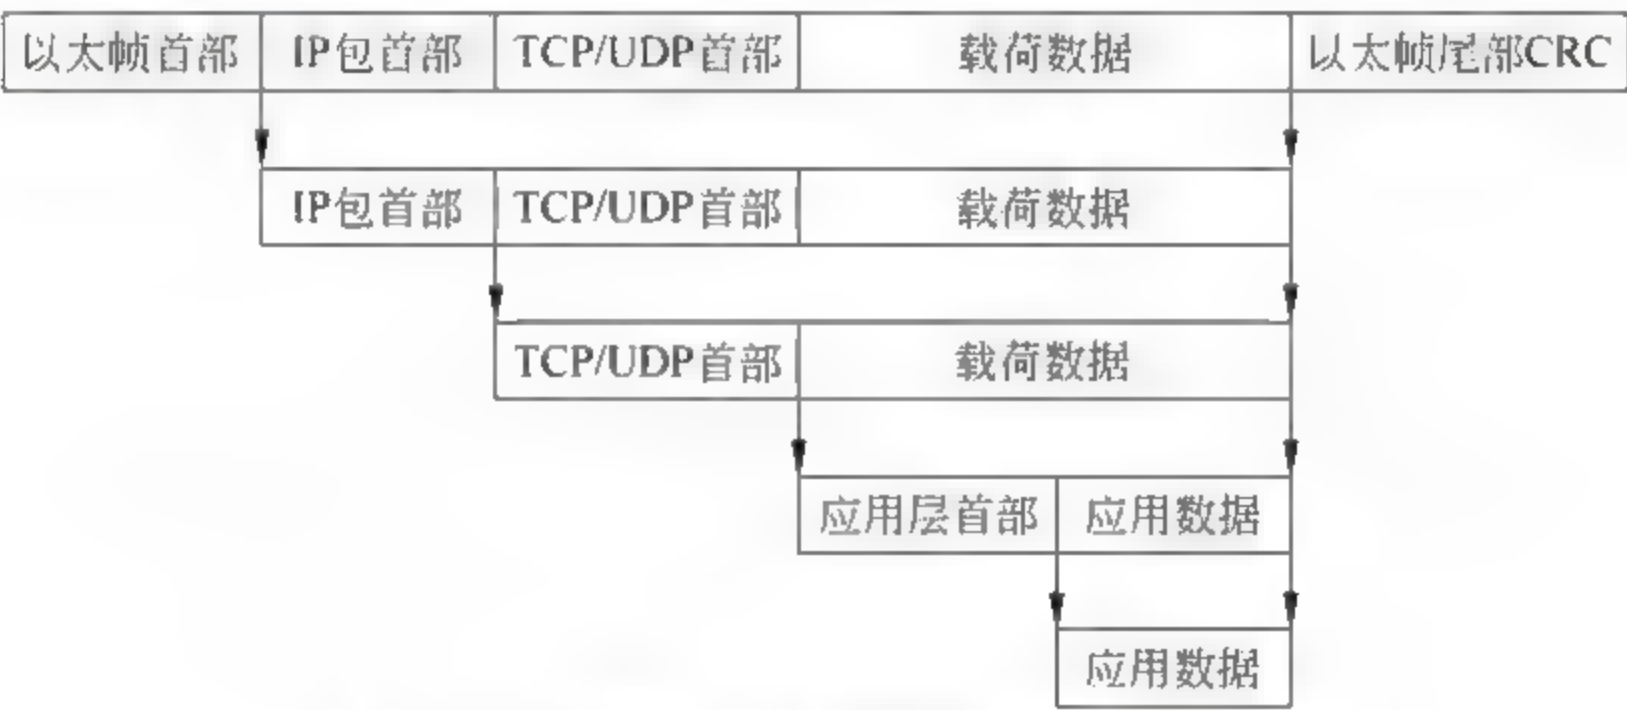 以太帧首部 IP包首部 TCP/UDP首部 载荷数据 以太帧尾部CRC
IP包首部 TCP/UDP首部 载荷数据
TCP/UDP首部 载荷数据
应用层首部 应用数据
应用数据